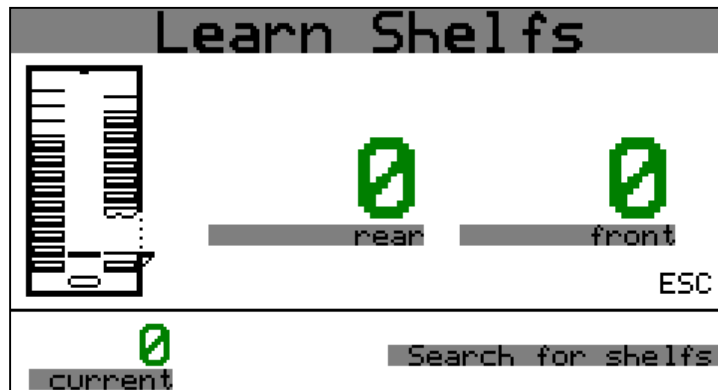 Learn Shelfs
0 0
rear front
ESC
0
current Search for shelfs